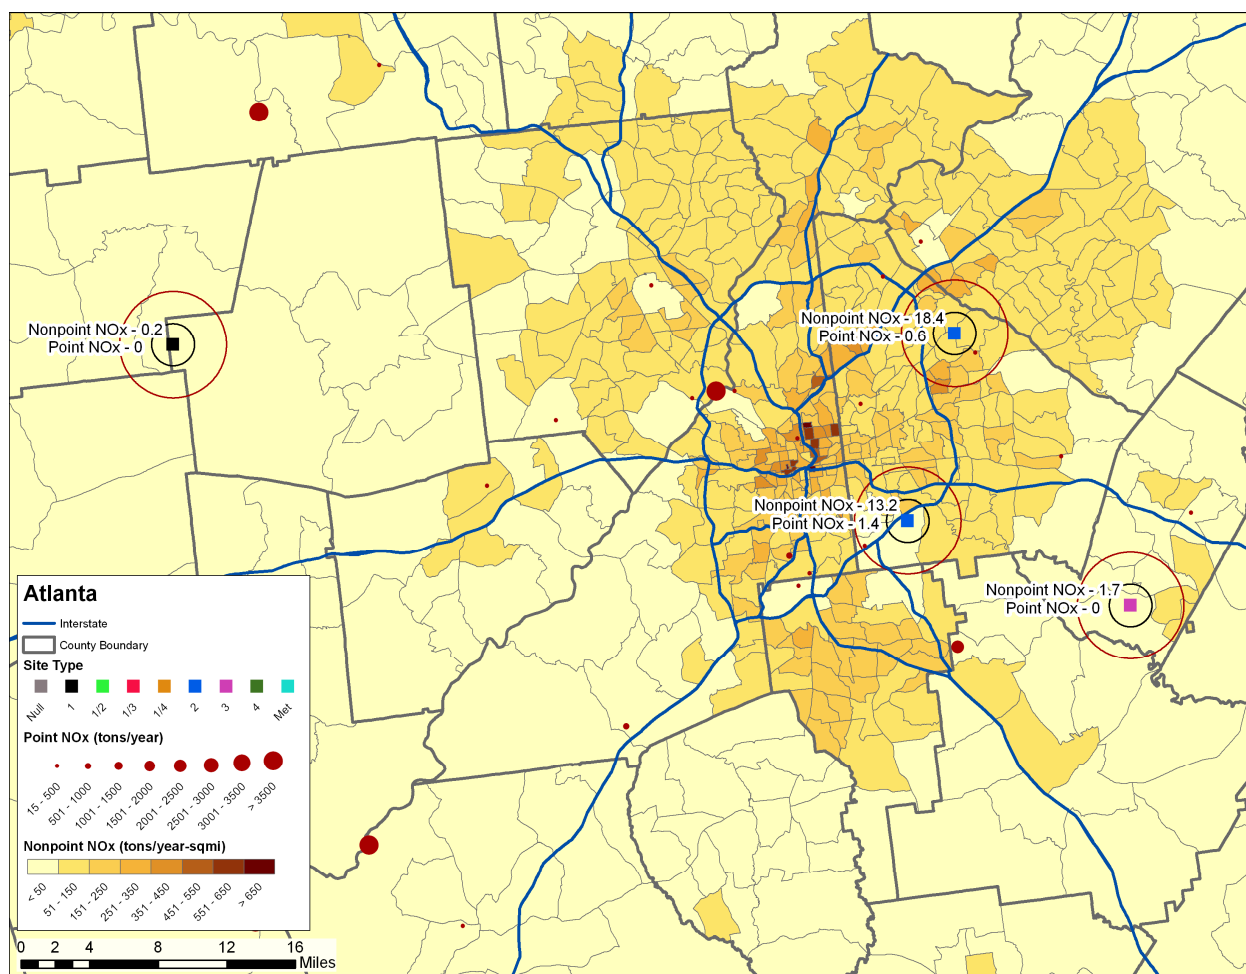 Nonpoint NOx - 0.2
Point NOx - 0
Nonpoint NOx - 18.4
Point NOx - 0.6
Nonpoint NOx - 13.2
Point NOx - 1.4
Nonpoint NOx - 1.7
Point NOx - 0
Atlanta
Interstate
County Boundary
Site Type
Null 1 1/2 1/3 1/4 2 3 4 Met
Point NOx (tons/year)
15 - 500 501 - 1000 1001 - 1500 1501 - 2000 2001 - 2500 2501 - 3000 3001 - 3500 > 3500
Nonpoint NOx (tons/year-sqmi)
< 50 51 - 150 151 - 250 251 - 350 351 - 450 451 - 550 551 - 650 > 650
0 2 4 8 12 16
Miles